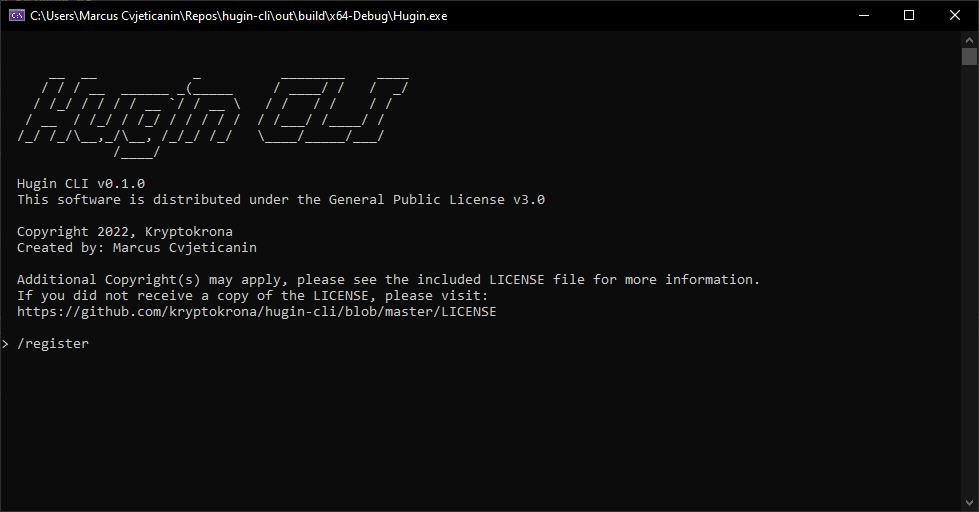 C:\Users\Marcus Cvjeticanin\Repos\hugin-cli\out\build\x64-Debug\Hugin.exe
Hugin CLI
Hugin CLI v0.1.0
This software is distributed under the General Public License v3.0
Copyright 2022, Kryptokrona
Created by: Marcus Cvjeticanin
Additional Copyright(s) may apply, please see the included LICENSE file for more information.
If you did not receive a copy of the LICENSE, please visit:
https://github.com/kryptokrona/hugin-cli/blob/master/LICENSE
> /register